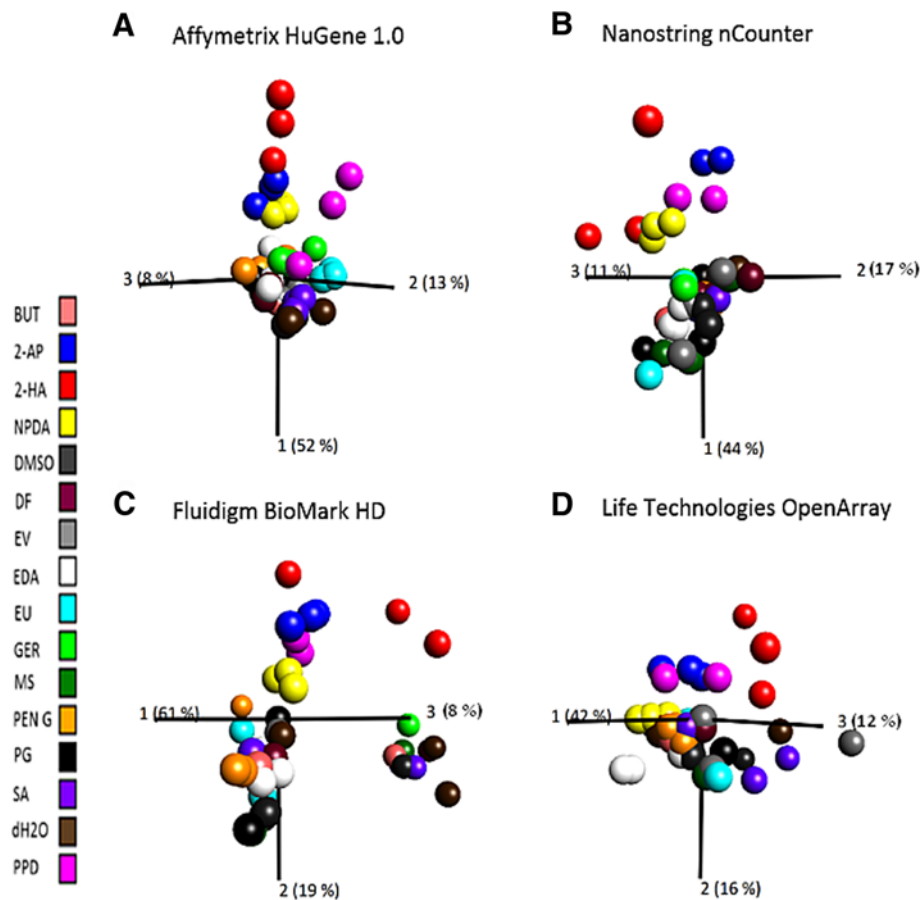 A Affymetrix HuGene 1.0
B Nanostring nCounter
3 (8 %)
2 (13 %)
1 (52 %)
3 (11 %)
2 (17 %)
1 (44 %)
BUT
2-AP
2-HA
NPDA
DMSO
DF
EV
EDA
EU
GER
MS
PEN G
PG
SA
dH2O
PPD
C Fluidigm BioMark HD
D Life Technologies OpenArray
1 (61 %)
3 (8 %)
2 (19 %)
1 (42 %)
3 (12 %)
2 (16 %)